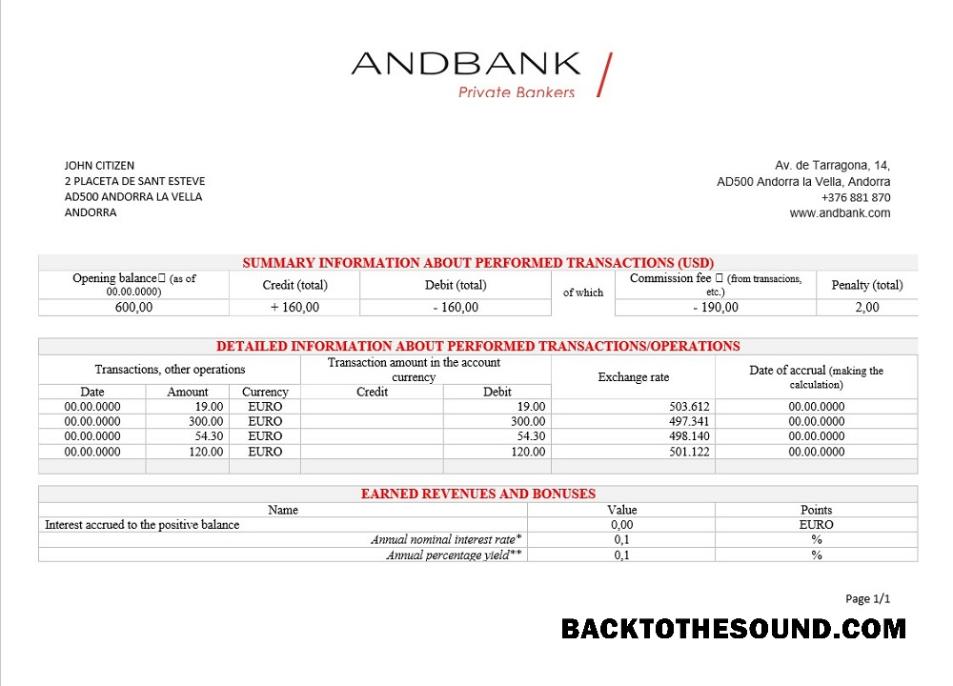 ANDBANK /
Private Bankers
JOHN CITIZEN
2 PLACETA DE SANT ESTEVE
AD500 ANDORRA LA VELLA
ANDORRA
Av. de Tarragona, 14,
AD500 Andorra la Vella, Andorra
+376 881 870
www.andbank.com
SUMMARY INFORMATION ABOUT PERFORMED TRANSACTIONS (USD)
Opening balance□ (as of 00.00.0000) Credit (total) Debit (total) of which Commission fee □ (from transacions, etc.) Penalty (total)
600,00 + 160,00 - 160,00 - 190,00 2,00
DETAILED INFORMATION ABOUT PERFORMED TRANSACTIONS/OPERATIONS
Transactions, other operations Transaction amount in the account currency Exchange rate Date of accrual (making the calculation)
Date Amount Currency Credit Debit
00.00.0000 19.00 EURO 19.00 503.612 00.00.0000
00.00.0000 300.00 EURO 300.00 497.341 00.00.0000
00.00.0000 54.30 EURO 54.30 498.140 00.00.0000
00.00.0000 120.00 EURO 120.00 501.122 00.00.0000
EARNED REVENUES AND BONUSES
Name Value Points
Interest accrued to the positive balance 0,00 EURO
Annual nominal interest rate* 0,1 %
Annual percentage yield** 0,1 %
Page 1/1
BACKTOTHESOUND.COM